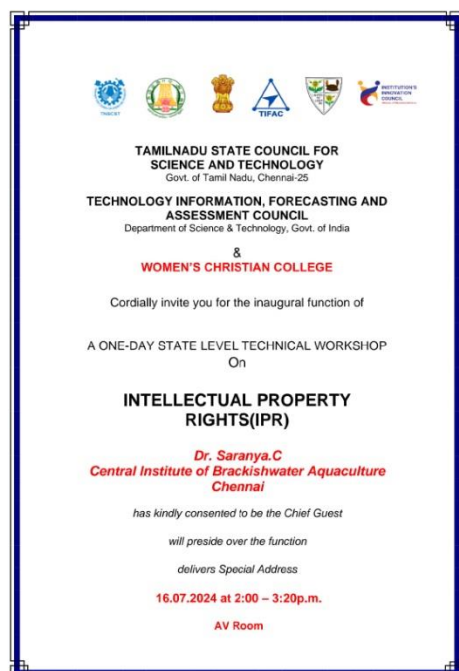 TNSCST
TIFAC
INSTITUTION'S
INNOVATION
COUNCIL
TAMILNADU STATE COUNCIL FOR
SCIENCE AND TECHNOLOGY
Govt. of Tamil Nadu, Chennai-25
TECHNOLOGY INFORMATION, FORECASTING AND
ASSESSMENT COUNCIL
Department of Science & Technology, Govt. of India
&
WOMEN'S CHRISTIAN COLLEGE
Cordially invite you for the inaugural function of
A ONE-DAY STATE LEVEL TECHNICAL WORKSHOP
On
INTELLECTUAL PROPERTY
RIGHTS(IPR)
Dr. Saranya.C
Central Institute of Brackishwater Aquaculture
Chennai
has kindly consented to be the Chief Guest
will preside over the function
delivers Special Address
16.07.2024 at 2:00 – 3:20p.m.
AV Room